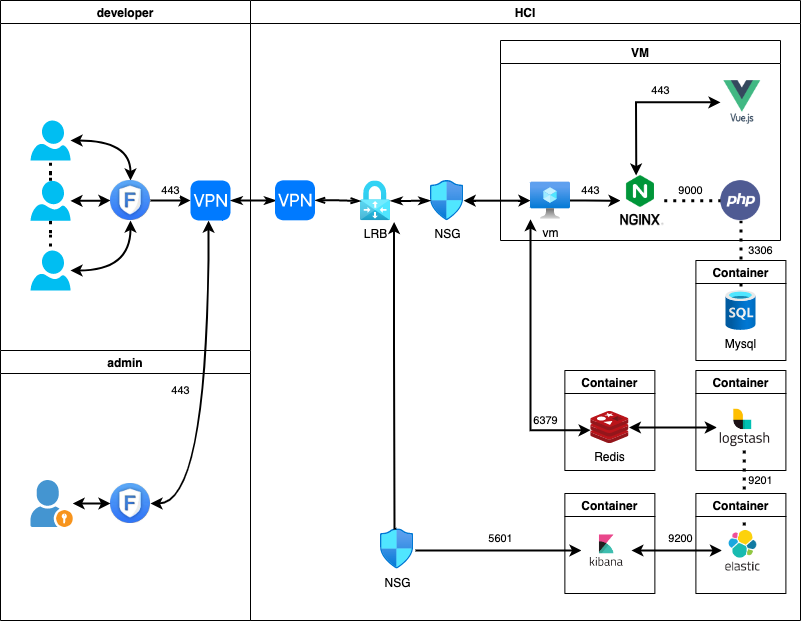 developer
HCI
VM
443
Vue.js
F
443
VPN
VPN
LRB
NSG
vm
443
N
NGINX
9000
php
3306
Container
SQL
Mysql
admin
443
F
Container
6379
Redis
Container
logstash
9201
NSG
5601
Container
kibana
9200
Container
elastic